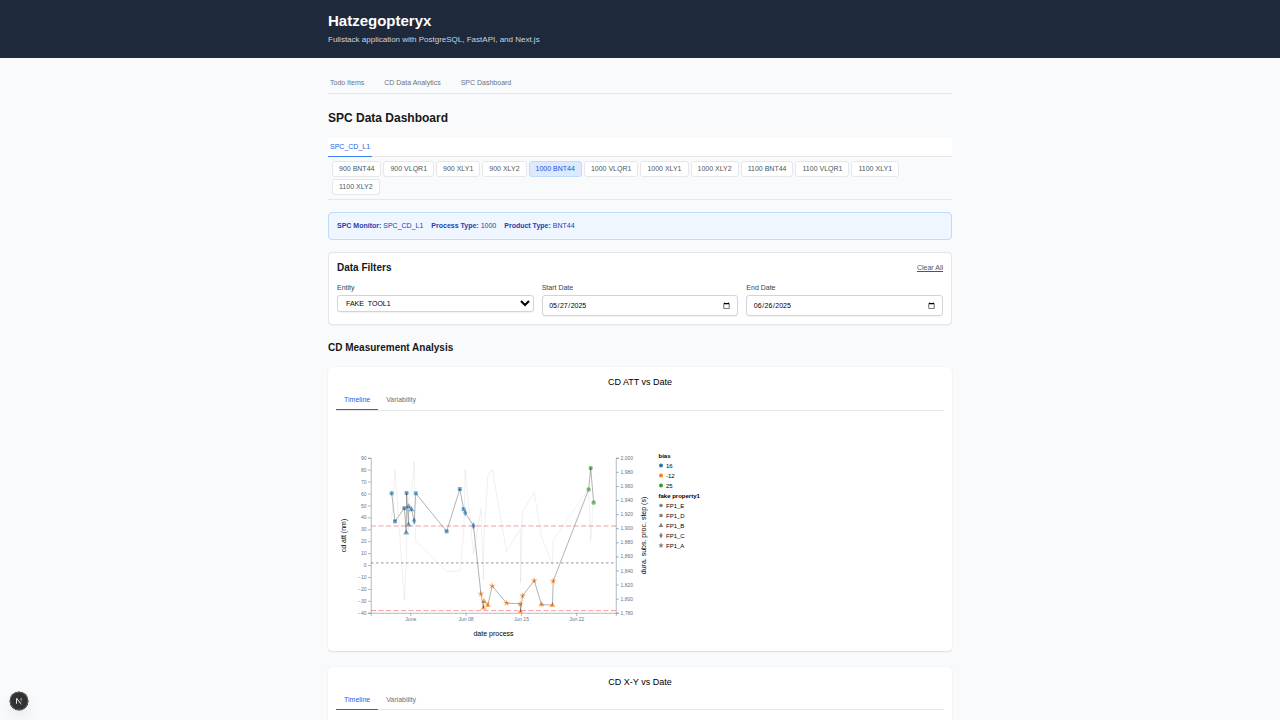 Hatzegopteryx
Fullstack application with PostgreSQL, FastAPI, and Next.js
Todo Items CD Data Analytics SPC Dashboard
SPC Data Dashboard
SPC_CD_L1
900 BNT44 900 VLQR1 900 XLY1 900 XLY2 1000 BNT44 1000 VLQR1 1000 XLY1 1000 XLY2 1100 BNT44 1100 VLQR1 1100 XLY1
1100 XLY2
SPC Monitor: SPC_CD_L1 Process Type: 1000 Product Type: BNT44
Data Filters Clear All
Entity Start Date End Date
FAKE_TOOL1 05/27/2025 06/26/2025
CD Measurement Analysis
CD ATT vs Date
Timeline Variability
cd att (nm)
90
80
70
60
50
40
30
20
10
0
−10
−20
−30
−40
June Jun 08 Jun 15 Jun 22
date process
2,000
1,980
1,960
1,940
1,920
1,900
1,880
1,860
1,840
1,820
1,800
1,780
dura. subs. proc. step (s)
bias
16
-12
25
fake property1
FP1_E
FP1_D
FP1_B
FP1_C
FP1_A
CD X-Y vs Date
Timeline Variability
N